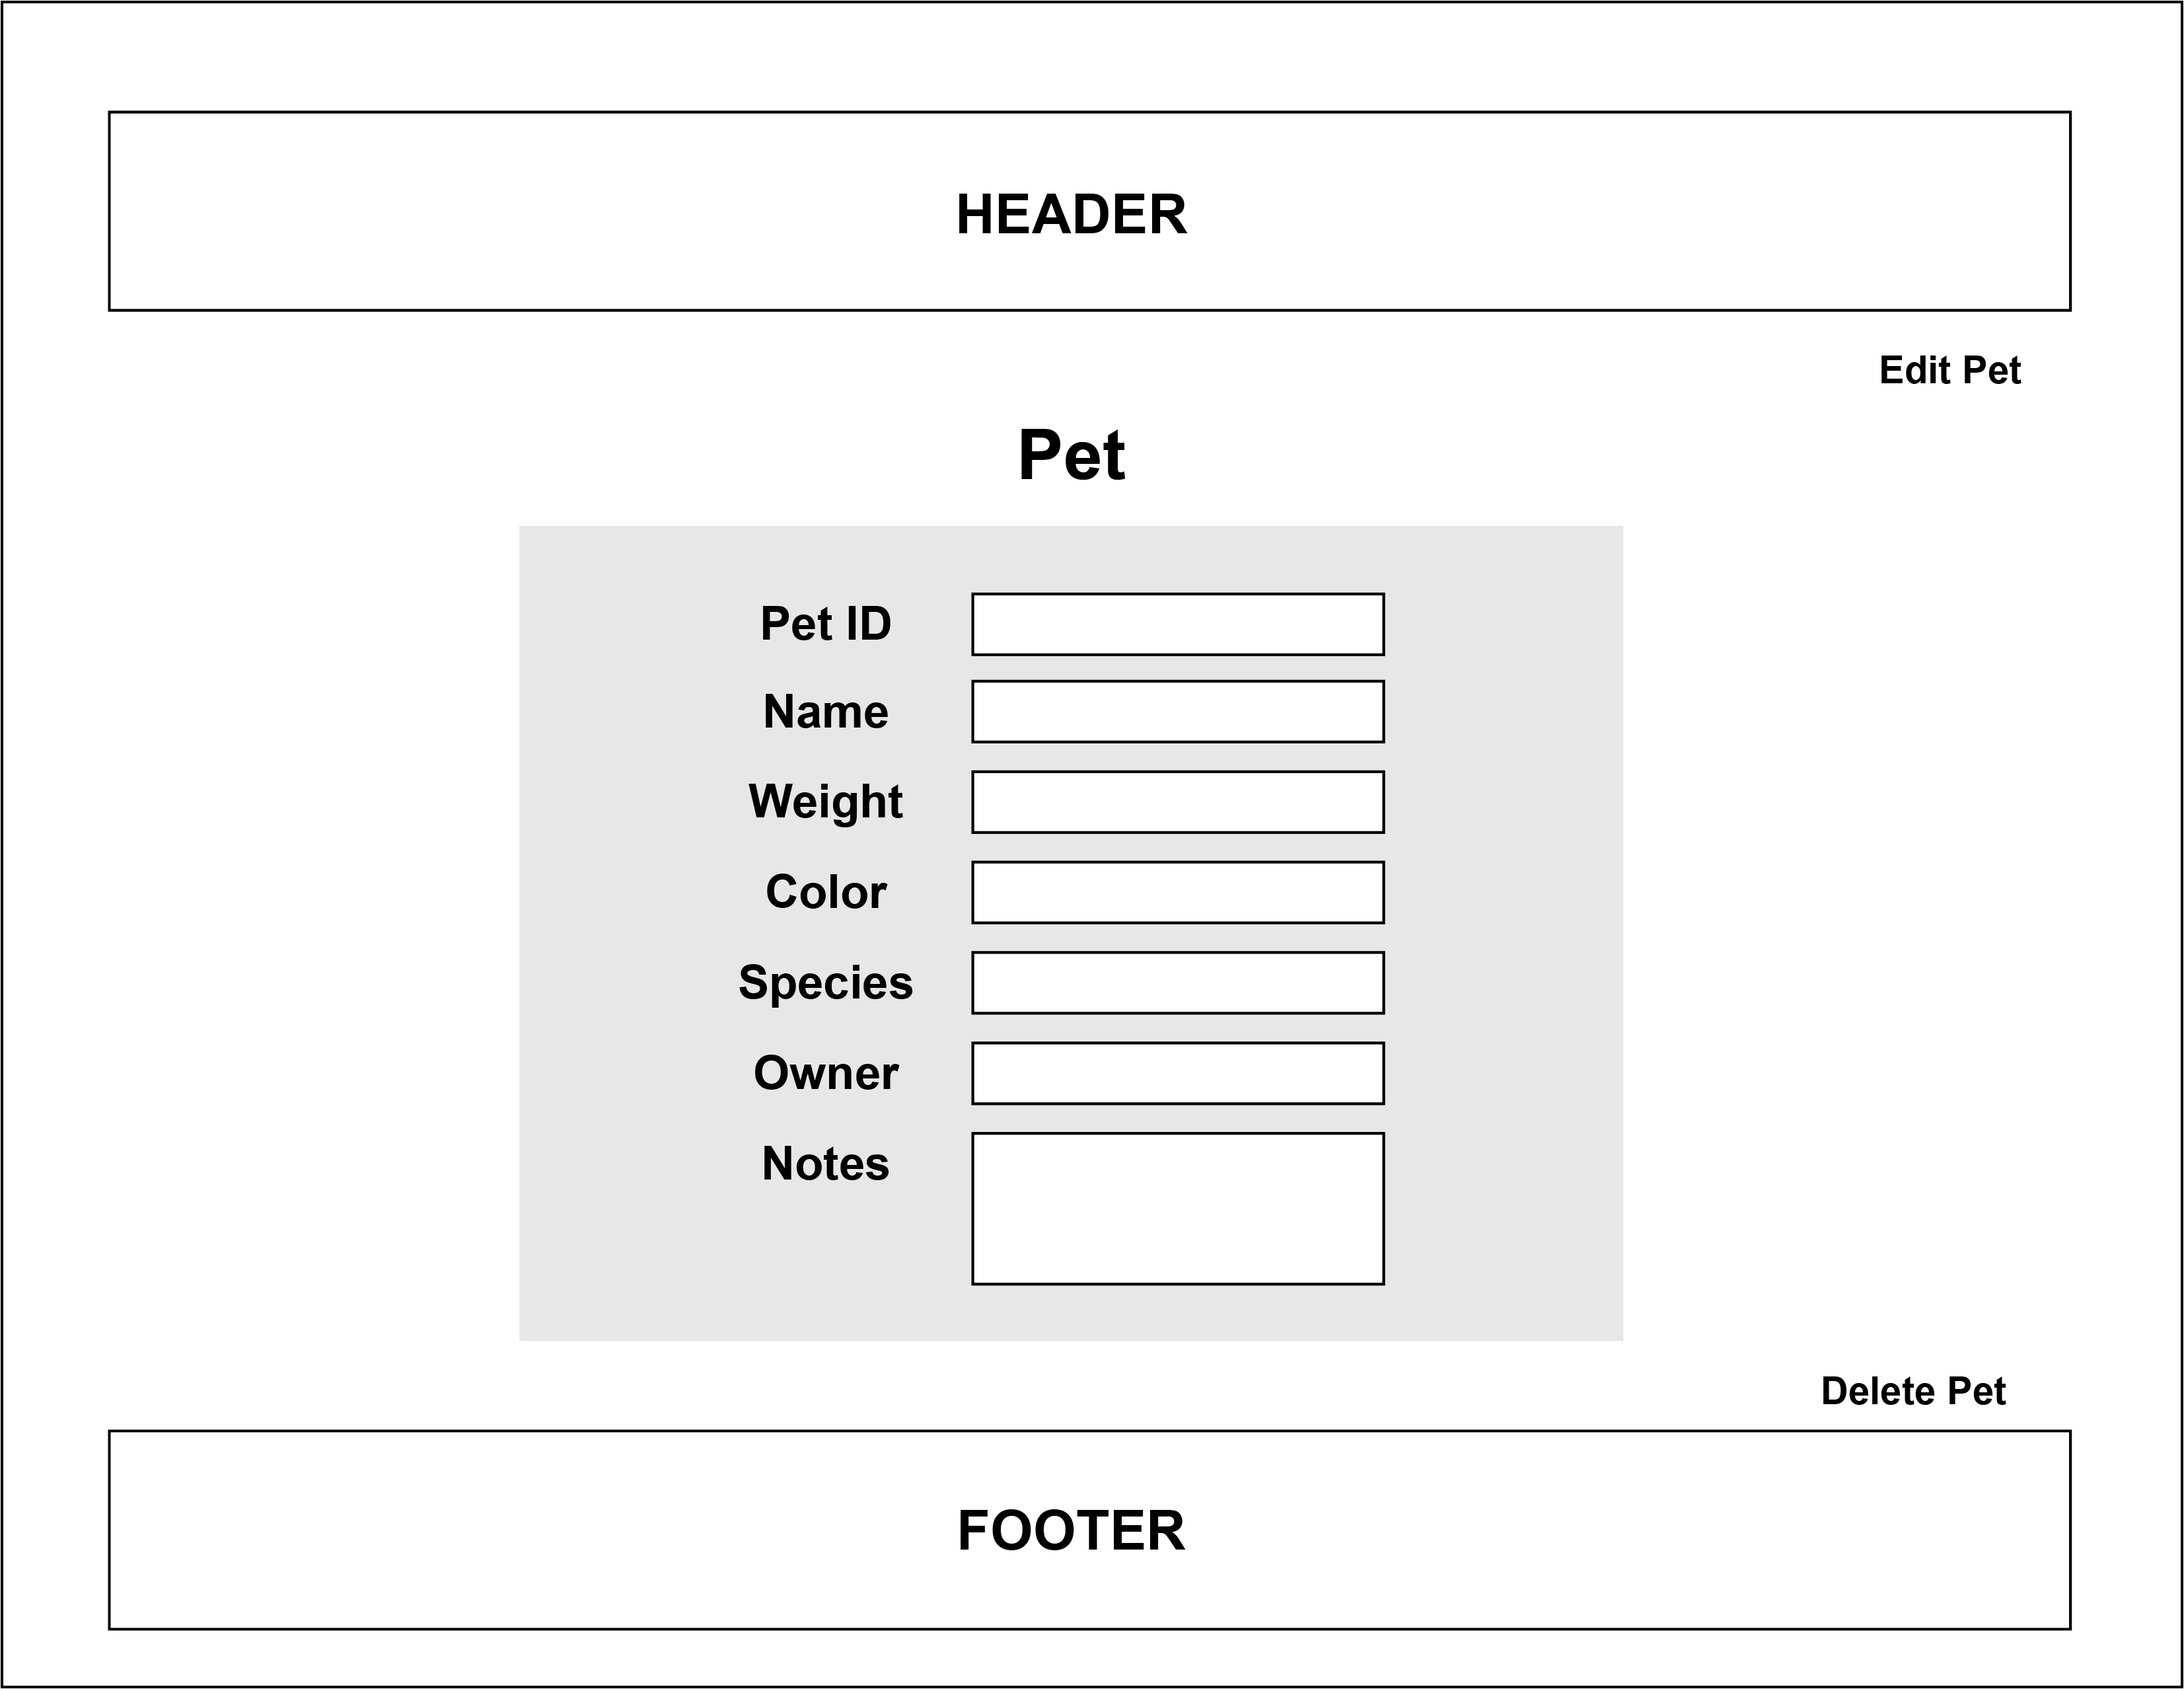 HEADER
Edit Pet
Pet
Pet ID
Name
Weight
Color
Species
Owner
Notes
Delete Pet
FOOTER